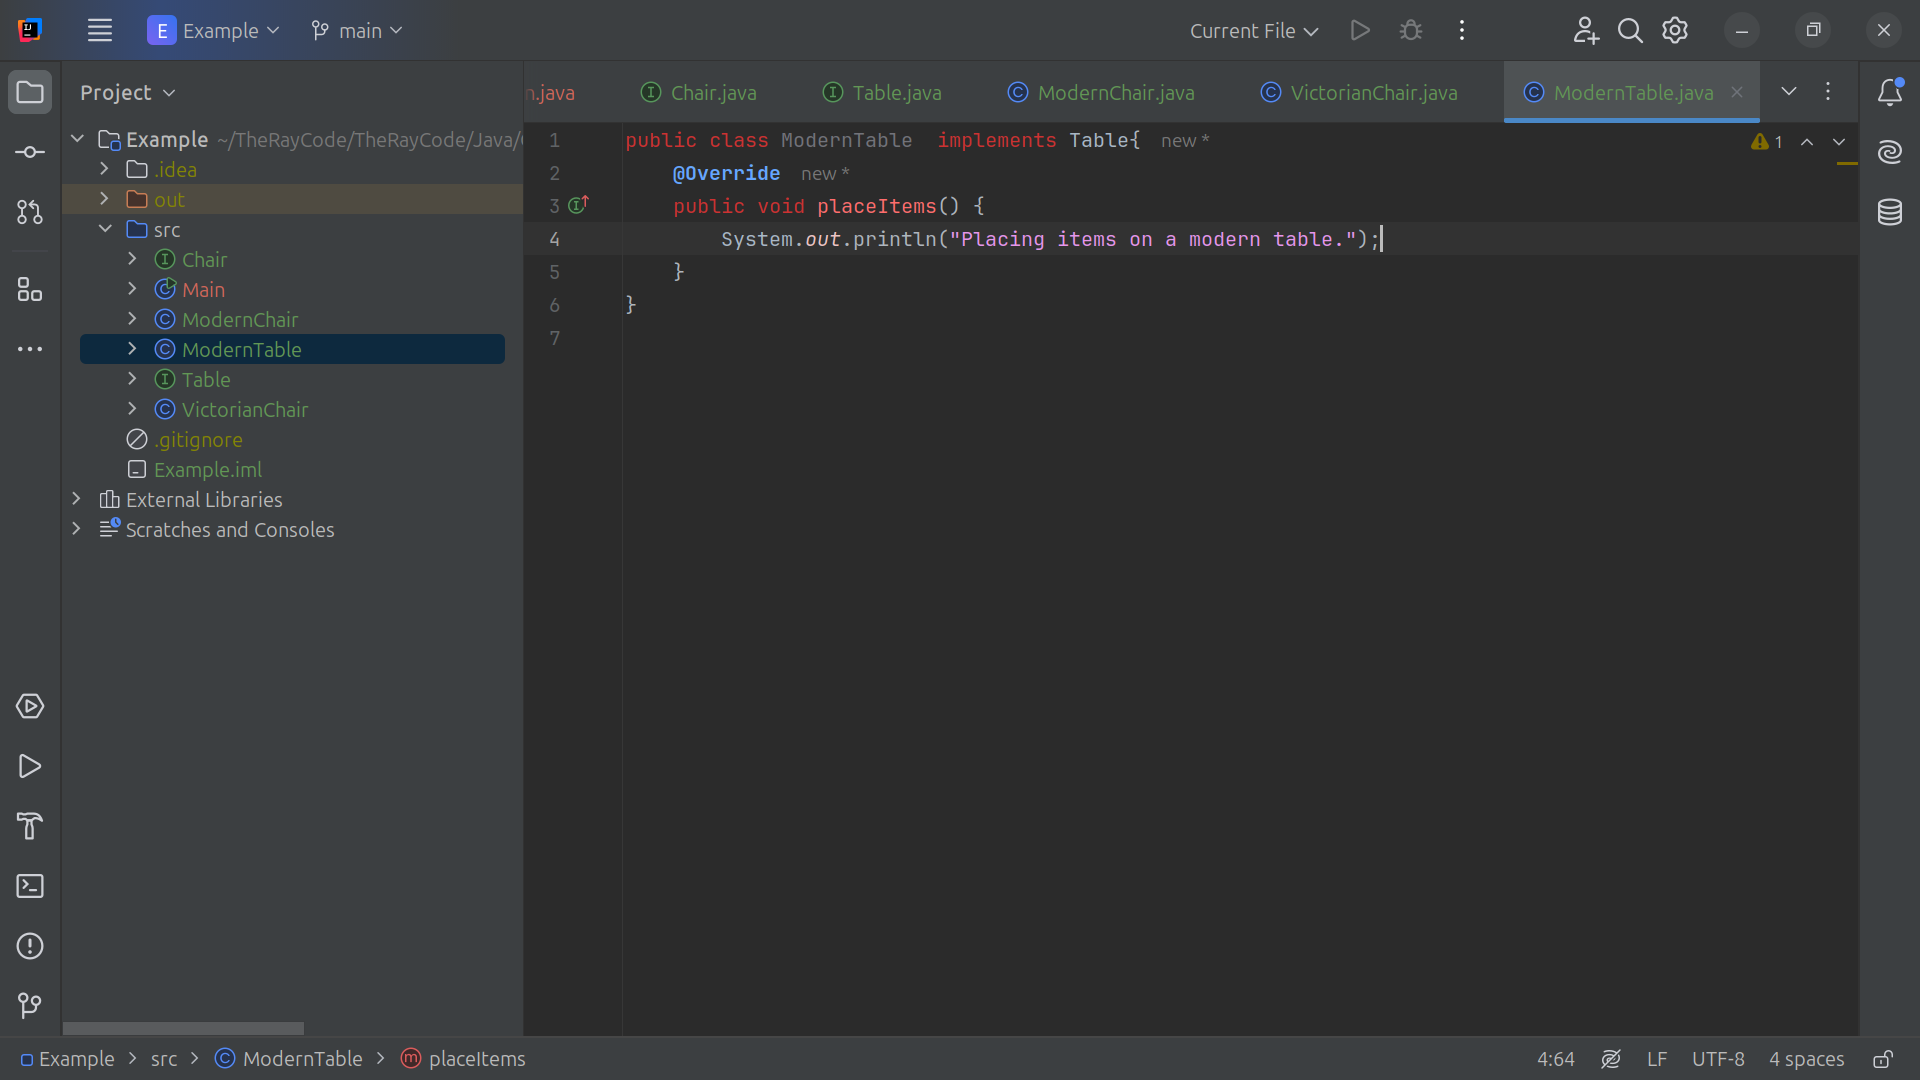 E Example main Current File
Project
n.java Chair.java Table.java ModernChair.java VictorianChair.java ModernTable.java
Example ~/TheRayCode/TheRayCode/Java/
.idea
out
src
Chair
Main
ModernChair
ModernTable
Table
VictorianChair
.gitignore
Example.iml
External Libraries
Scratches and Consoles
1 public class ModernTable  implements Table{ new *
2     @Override new *
3     public void placeItems() {
4         System.out.println("Placing items on a modern table.");
5     }
6 }
7
1
Example src ModernTable placeItems
4:64 LF UTF-8 4 spaces